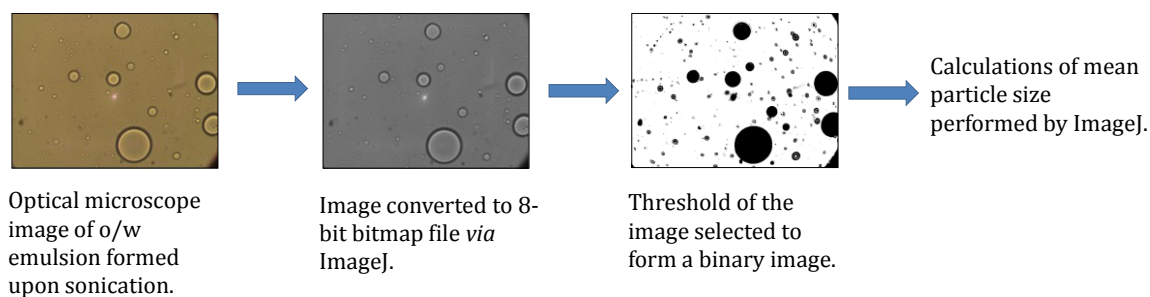 Optical microscope
image of o/w
emulsion formed
upon sonication.
Image converted to 8-
bit bitmap file via
ImageJ.
Threshold of the
image selected to
form a binary image.
Calculations of mean
particle size
performed by ImageJ.